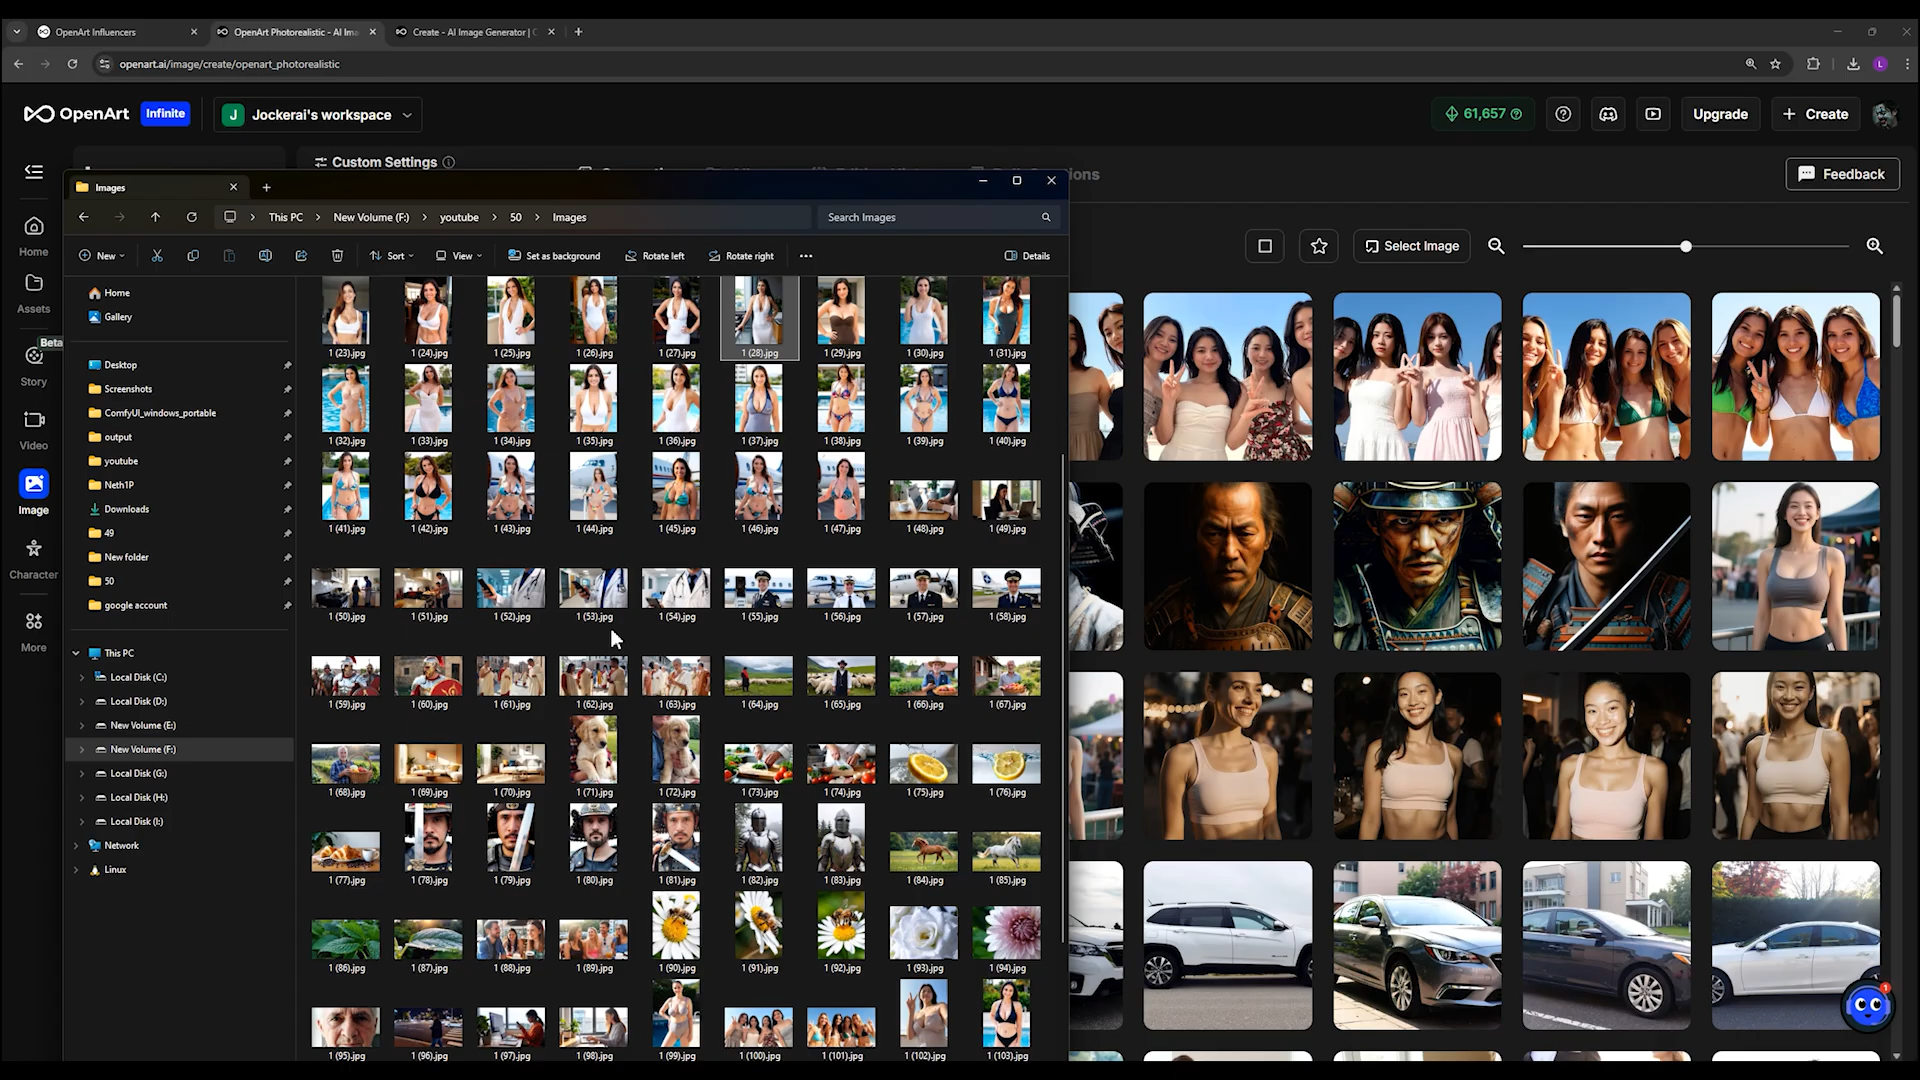 OpenArt Influencers
OpenArt Photorealistic - AI Ima
Create - AI Image Generator |
openart.ai/image/create/openart_photorealistic
L
OpenArt
Infinite
J
Jockerai's workspace
61,657
Upgrade
Create
Custom Settings
Feedback
Select Image
Home
Assets
Beta
Story
Video
Image
Character
More
Images
This PC
New Volume (F:)
youtube
50
Images
Search Images
New
Sort
View
Set as background
Rotate left
Rotate right
Details
Home
Gallery
Desktop
Screenshots
ComfyUI_windows_portable
output
youtube
Neth1P
Downloads
49
New folder
50
google account
This PC
Local Disk (C:)
Local Disk (D:)
New Volume (E:)
New Volume (F:)
Local Disk (G:)
Local Disk (H:)
Local Disk (I:)
Network
Linux
1 (23).jpg 1 (24).jpg 1 (25).jpg 1 (26).jpg 1 (27).jpg 1 (28).jpg 1 (29).jpg 1 (30).jpg 1 (31).jpg
1 (32).jpg 1 (33).jpg 1 (34).jpg 1 (35).jpg 1 (36).jpg 1 (37).jpg 1 (38).jpg 1 (39).jpg 1 (40).jpg
1 (41).jpg 1 (42).jpg 1 (43).jpg 1 (44).jpg 1 (45).jpg 1 (46).jpg 1 (47).jpg 1 (48).jpg 1 (49).jpg
1 (50).jpg 1 (51).jpg 1 (52).jpg 1 (53).jpg 1 (54).jpg 1 (55).jpg 1 (56).jpg 1 (57).jpg 1 (58).jpg
1 (59).jpg 1 (60).jpg 1 (61).jpg 1 (62).jpg 1 (63).jpg 1 (64).jpg 1 (65).jpg 1 (66).jpg 1 (67).jpg
1 (68).jpg 1 (69).jpg 1 (70).jpg 1 (71).jpg 1 (72).jpg 1 (73).jpg 1 (74).jpg 1 (75).jpg 1 (76).jpg
1 (77).jpg 1 (78).jpg 1 (79).jpg 1 (80).jpg 1 (81).jpg 1 (82).jpg 1 (83).jpg 1 (84).jpg 1 (85).jpg
1 (86).jpg 1 (87).jpg 1 (88).jpg 1 (89).jpg 1 (90).jpg 1 (91).jpg 1 (92).jpg 1 (93).jpg 1 (94).jpg
1 (95).jpg 1 (96).jpg 1 (97).jpg 1 (98).jpg 1 (99).jpg 1 (100).jpg 1 (101).jpg 1 (102).jpg 1 (103).jpg
1